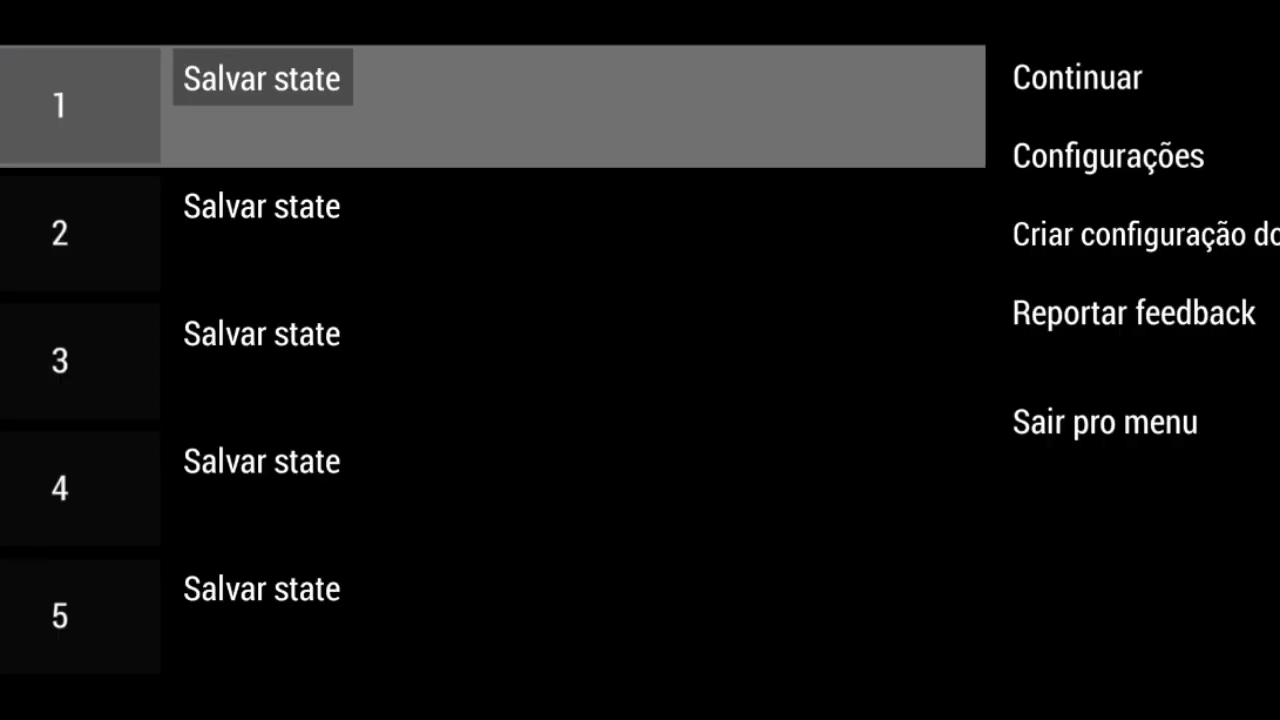 1
Salvar state
2
Salvar state
3
Salvar state
4
Salvar state
5
Salvar state
Continuar
Configurações
Criar configuração do
Reportar feedback
Sair pro menu